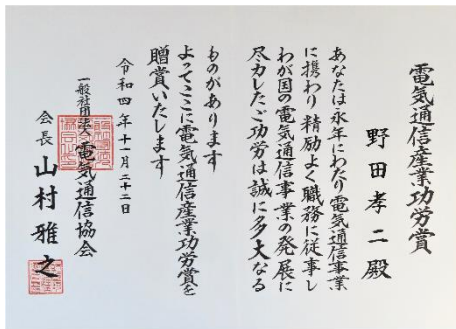 電気通信産業功労賞
野田孝二殿
あなたは永年にわたり電気通信事業
に携わり精励よく職務に従事し
わが国の電気通信事業の発展に
尽力したご功労は誠に多大なる
ものがあります
よってここに電気通信産業功労賞を
贈賞いたします
令和四年十一月二十二日
一般社団法人電気通信協会
会長山村雅之